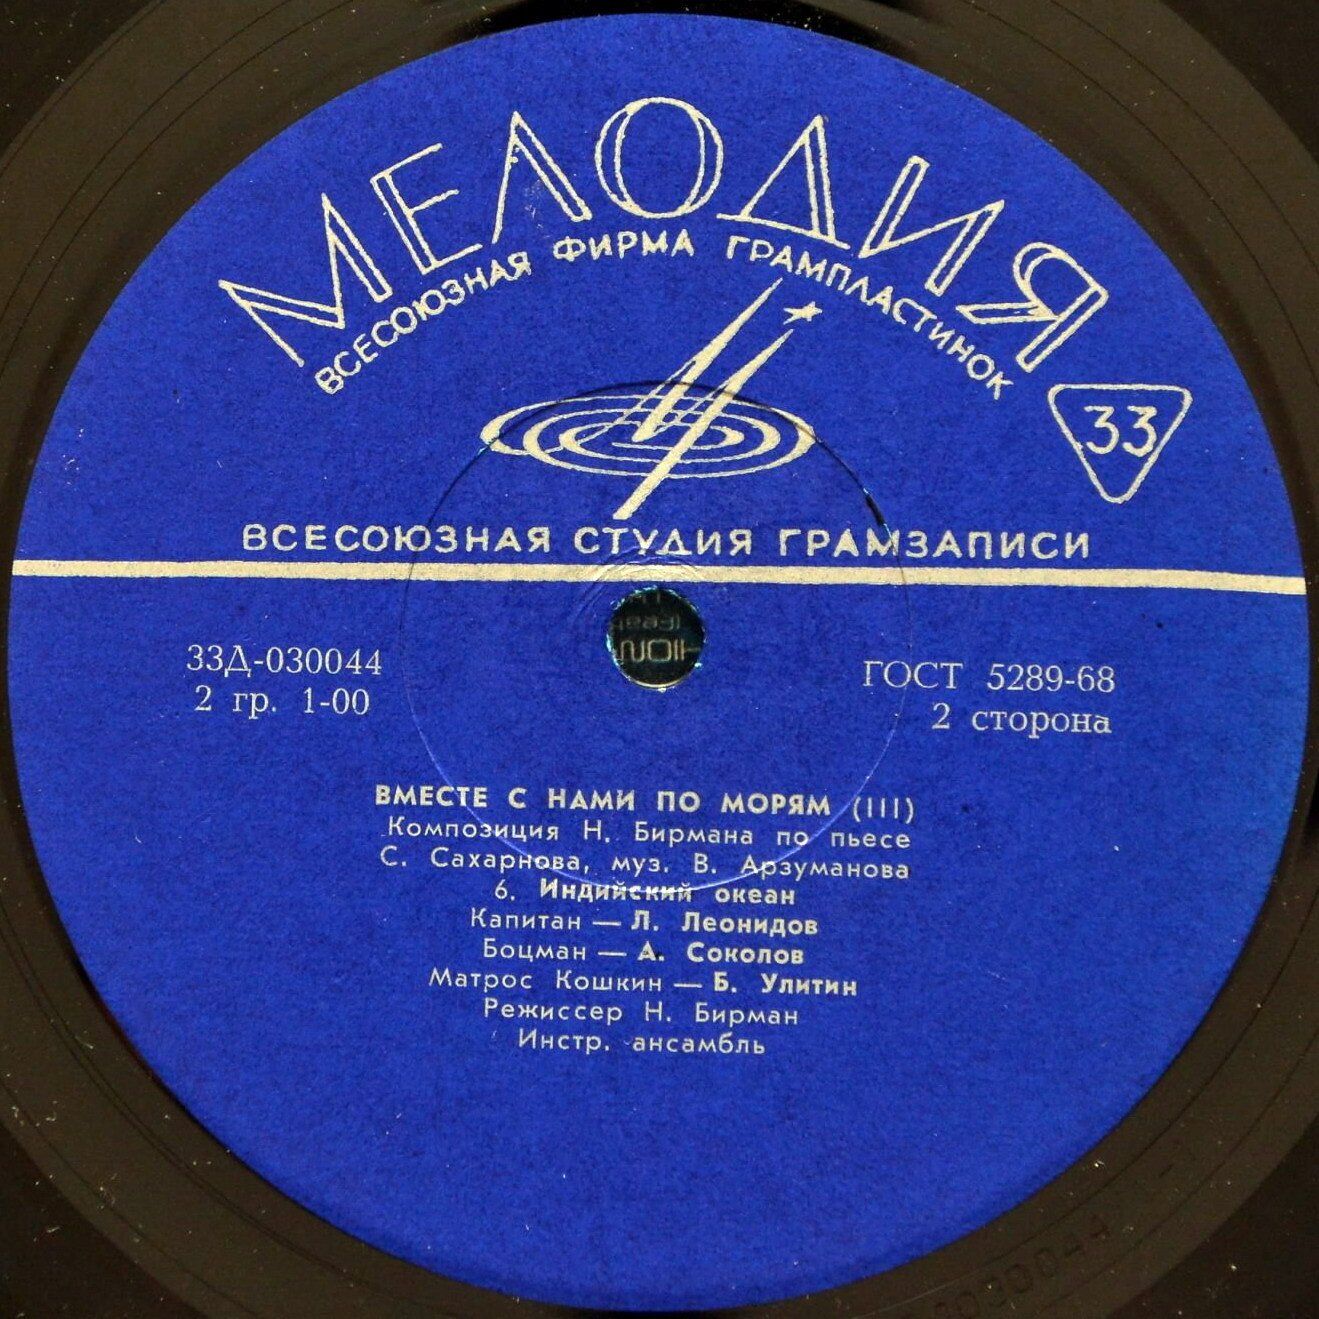 МЕЛОДИЯ
ВСЕСОЮЗНАЯ ФИРМА ГРАМПЛАСТИНОК
33
ВСЕСОЮЗНАЯ СТУДИЯ ГРАМЗАПИСИ
33Д-030044
2 гр. 1-00
ГОСТ 5289-68
2 сторона
ВМЕСТЕ С НАМИ ПО МОРЯМ (III)
Композиция Н. Бирмана по пьесе
С. Сахарнова, муз. В. Арзуманова
6. Индийский океан
Капитан — Л. Леонидов
Боцман — А. Соколов
Матрос Кошкин — Б. Улитин
Режиссер Н. Бирман
Инстр. ансамбль